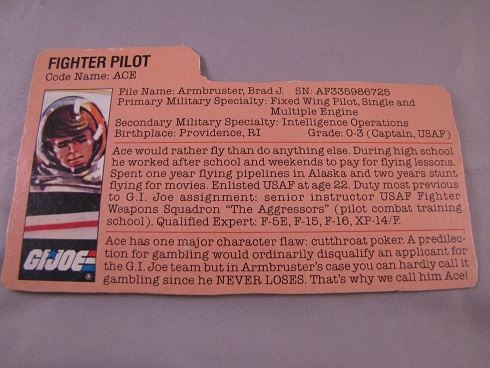 FIGHTER PILOT
Code Name: ACE
File Name: Armbruster, Brad J. SN: AF335986725
Primary Military Specialty: Fixed Wing Pilot, Single and
Multiple Engine
Secondary Military Specialty: Intelligence Operations
Birthplace: Providence, RI Grade: 0-3 (Captain, USAF)
Ace would rather fly than do anything else. During high school
he worked after school and weekends to pay for flying lessons.
Spent one year flying pipelines in Alaska and two years stunt
flying for movies. Enlisted USAF at age 22. Duty most previous
to G.I. Joe assignment: senior instructor USAF Fighter
Weapons Squadron "The Aggressors" (pilot combat training
school). Qualified Expert: F-5E, F-15, F-16, XP-14/F.
Ace has one major character flaw: cutthroat poker. A predilec-
tion for gambling would ordinarily disqualify an applicant for
the G.I. Joe team but in Armbruster's case you can hardly call it
gambling since he NEVER LOSES. That's why we call him Ace!
G.I. JOE
®